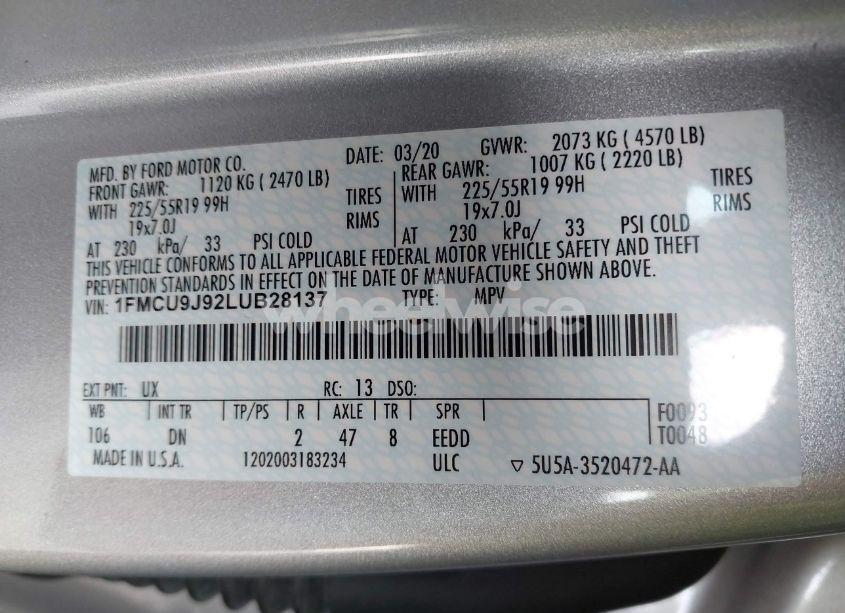 MFD. BY FORD MOTOR CO. DATE: 03/20 GVWR: 2073 KG ( 4570 LB)
FRONT GAWR: 1120 KG ( 2470 LB) REAR GAWR: 1007 KG ( 2220 LB)
WITH 225/55R19 99H TIRES WITH 225/55R19 99H TIRES
19x7.0J RIMS 19x7.0J RIMS
AT 230 kPa/ 33 PSI COLD AT 230 kPa/ 33 PSI COLD
THIS VEHICLE CONFORMS TO ALL APPLICABLE FEDERAL MOTOR VEHICLE SAFETY AND THEFT
PREVENTION STANDARDS IN EFFECT ON THE DATE OF MANUFACTURE SHOWN ABOVE.
VIN: 1FMCU9J92LUB28137 TYPE: MPV
wheelwise
EXT PNT: UX RC: 13 DSO:
WB INT TR TP/PS R AXLE TR SPR F0093
106 DN 2 47 8 EEDD T0048
MADE IN U.S.A. 1202003183234 ULC ▽ 5U5A-3520472-AA